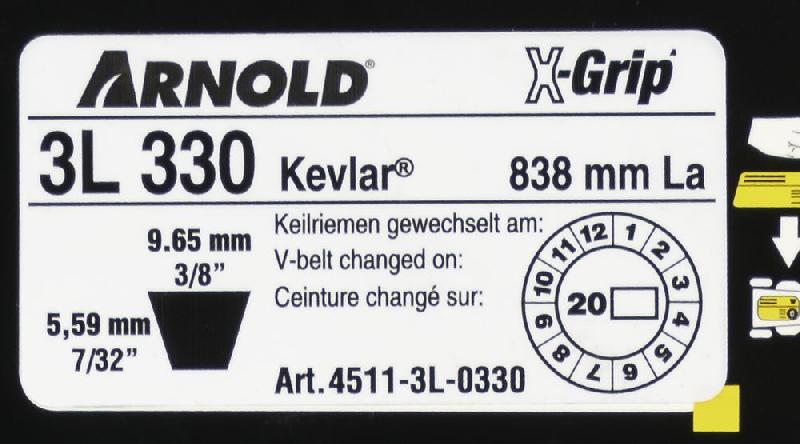 ARNOLD® X-Grip
3L 330 Kevlar® 838 mm La
9.65 mm
3/8”
5,59 mm
7/32”
Keilriemen gewechselt am:
V-belt changed on:
Ceinture changé sur:
12 1 2 3 4 5 6 7 8 9 10 11
20
Art.4511-3L-0330